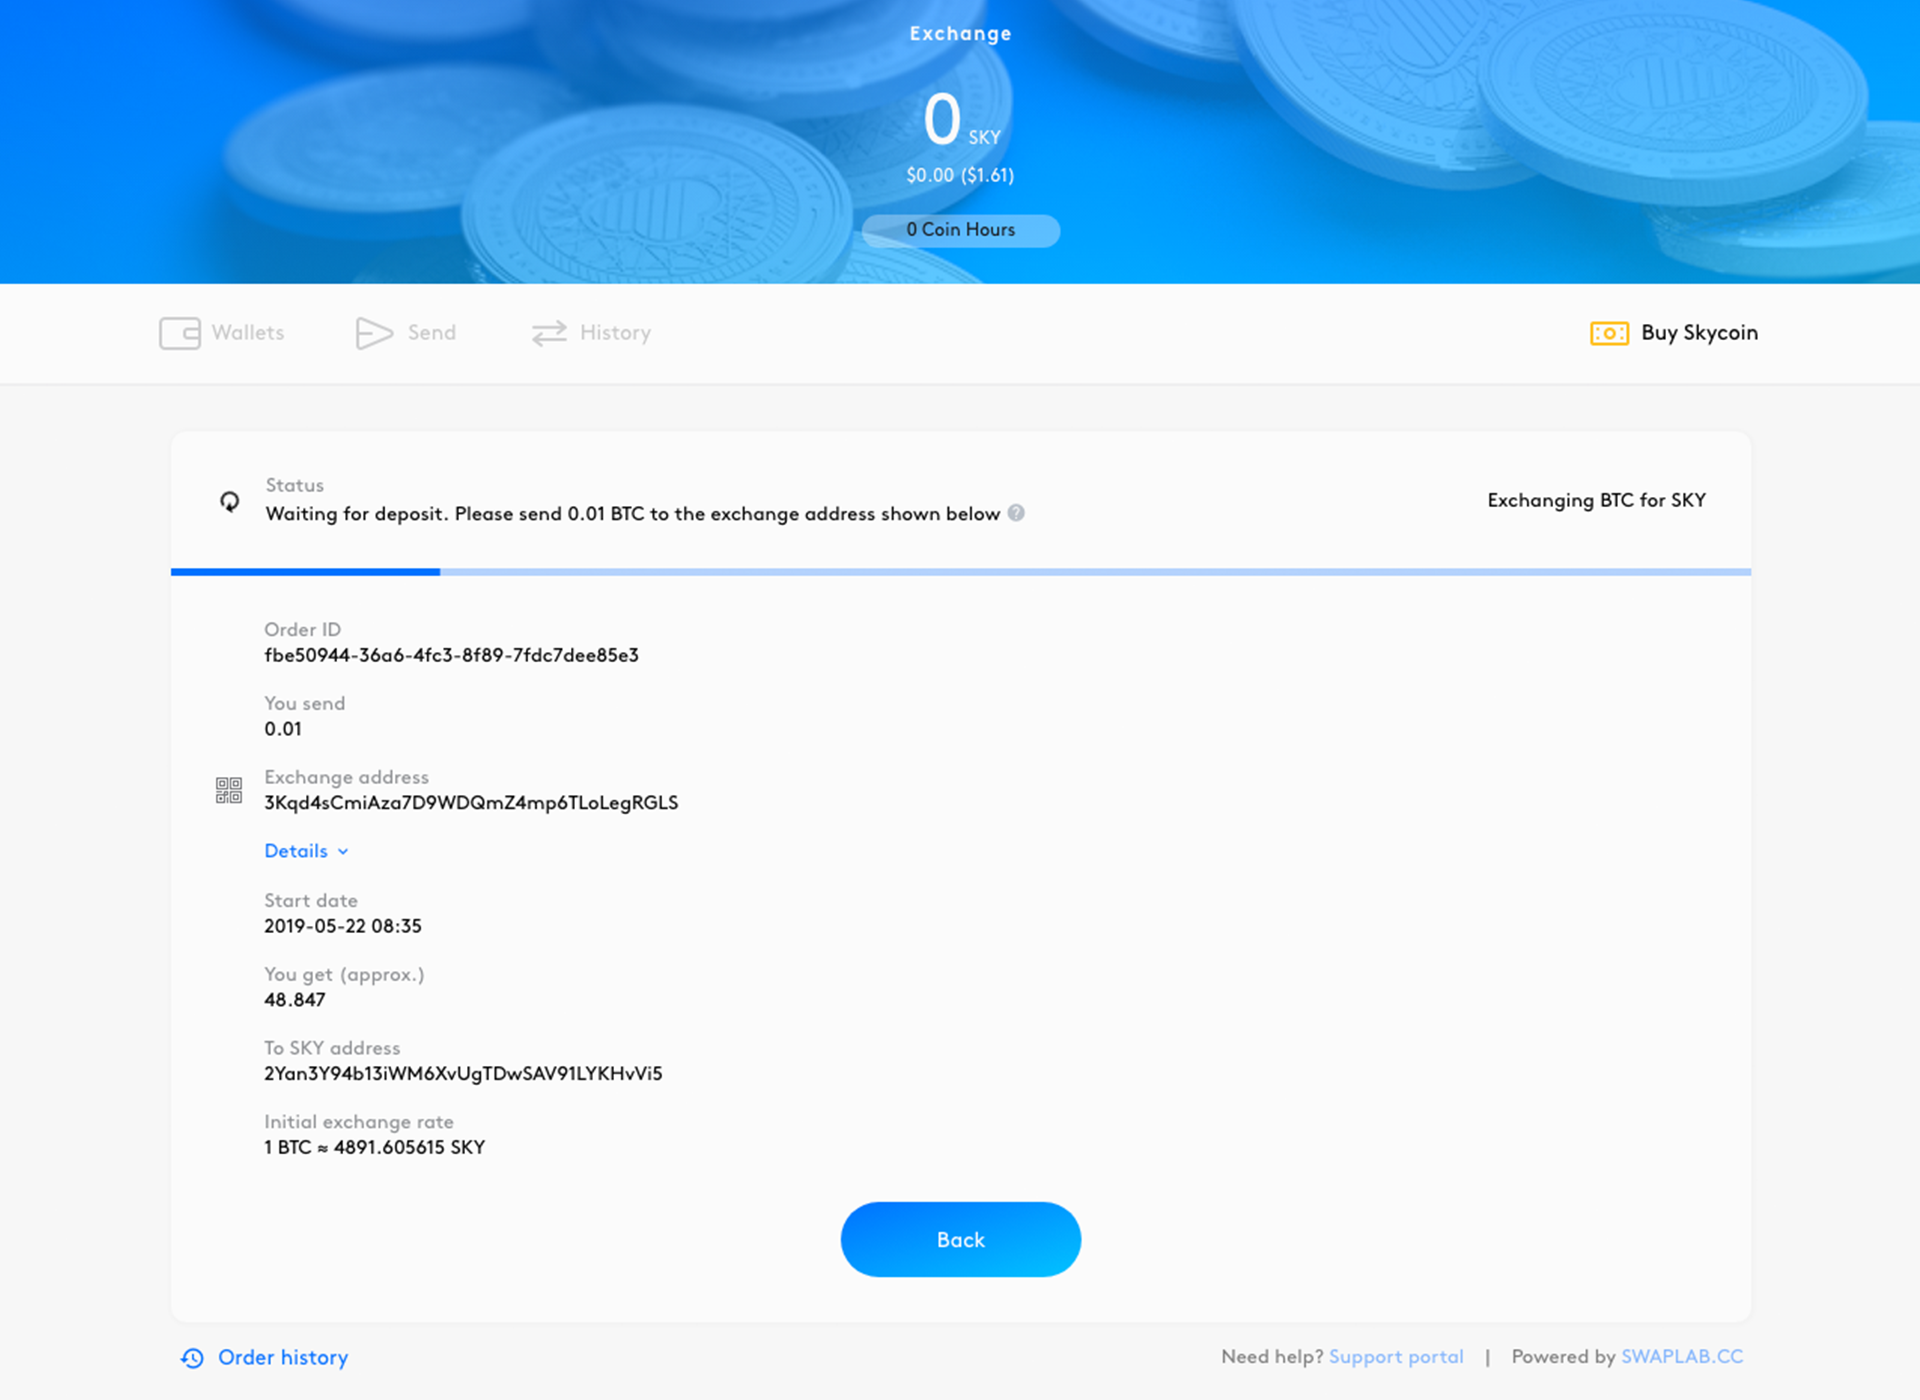 Exchange
0 SKY
$0.00 ($1.61)
0 Coin Hours
Wallets Send History Buy Skycoin
Status
Waiting for deposit. Please send 0.01 BTC to the exchange address shown below ?
Exchanging BTC for SKY
Order ID
fbe50944-36a6-4fc3-8f89-7fdc7dee85e3
You send
0.01
Exchange address
3Kqd4sCmiAza7D9WDQmZ4mp6TLoLegRGLS
Details
Start date
2019-05-22 08:35
You get (approx.)
48.847
To SKY address
2Yan3Y94b13iWM6XvUgTDwSAV91LYKHvVi5
Initial exchange rate
1 BTC ≈ 4891.605615 SKY
Back
Order history
Need help? Support portal | Powered by SWAPLAB.CC